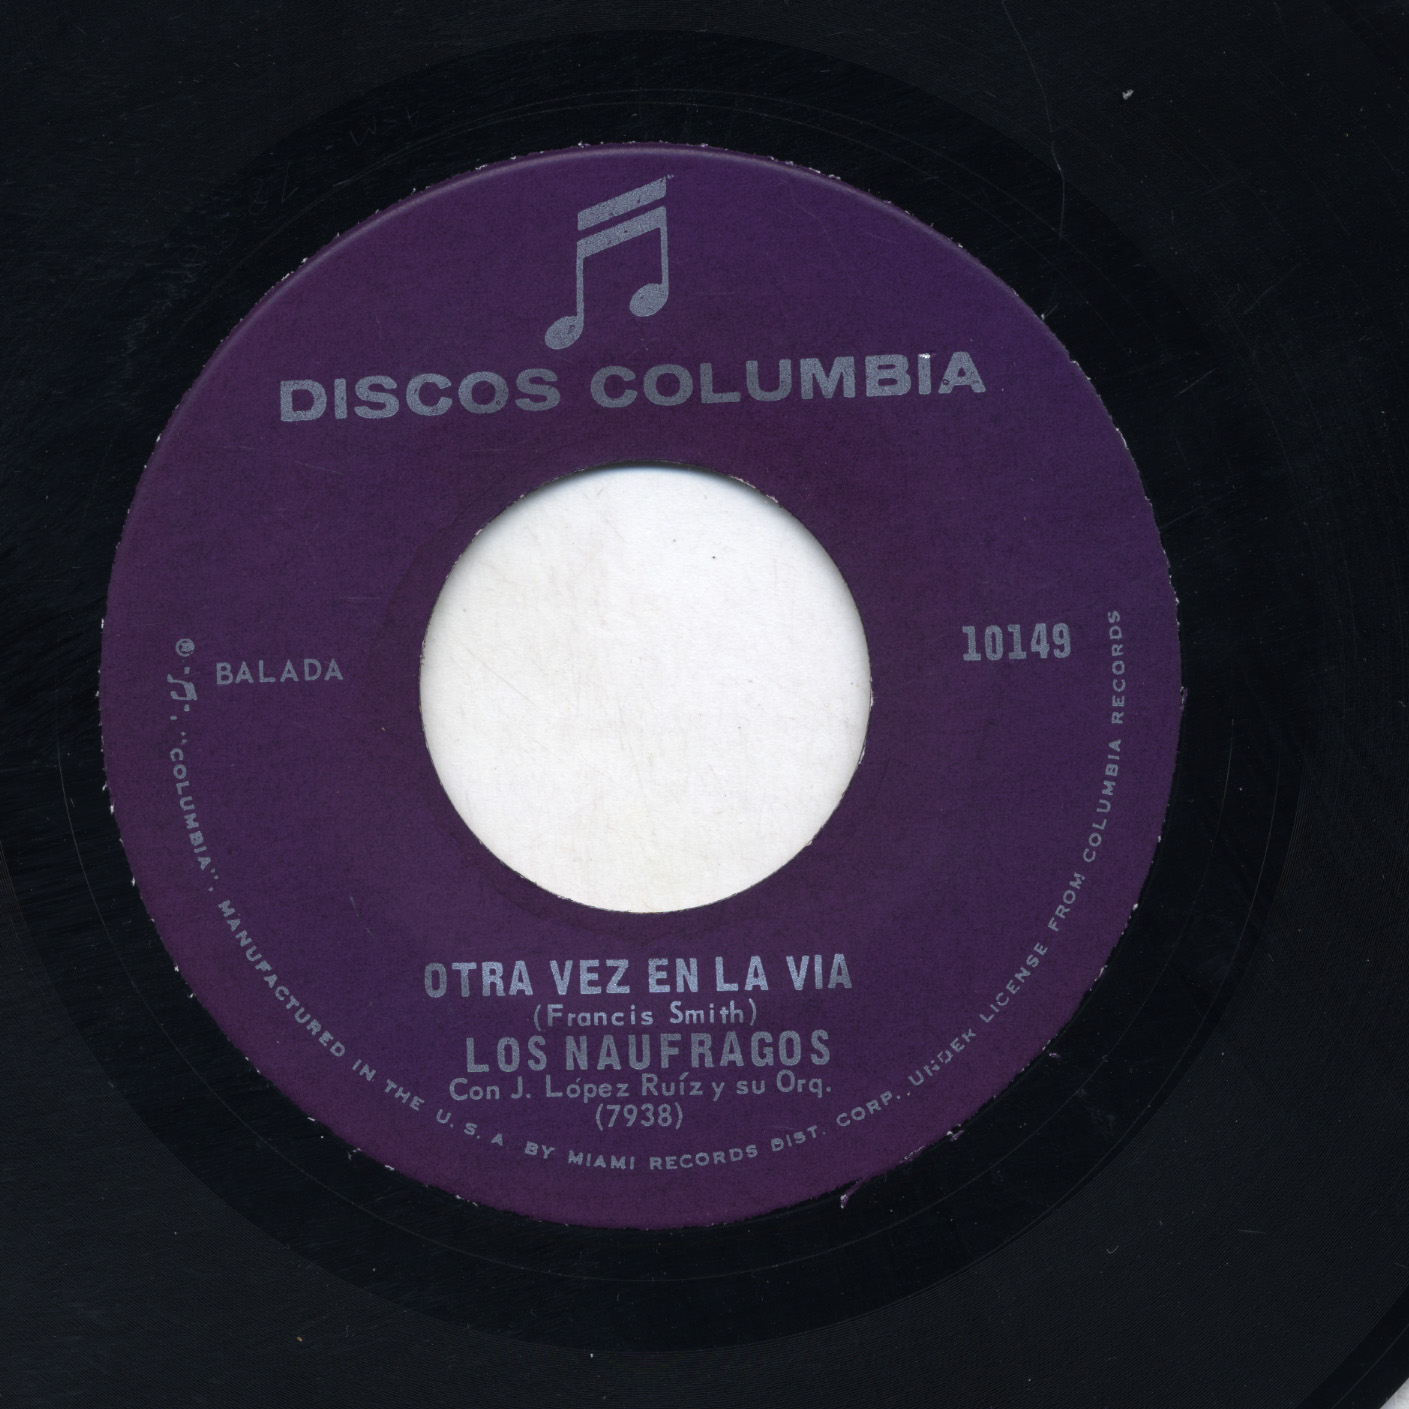 DISCOS COLUMBIA
BALADA
10149
OTRA VEZ EN LA VIA
(Francis Smith)
LOS NAUFRAGOS
Con J. López Ruíz y su Orq.
(7938)
®"♫", "COLUMBIA", MANUFACTURED IN THE U. S. A BY MIAMI RECORDS DIST. CORP., UNDER LICENSE FROM COLUMBIA RECORDS